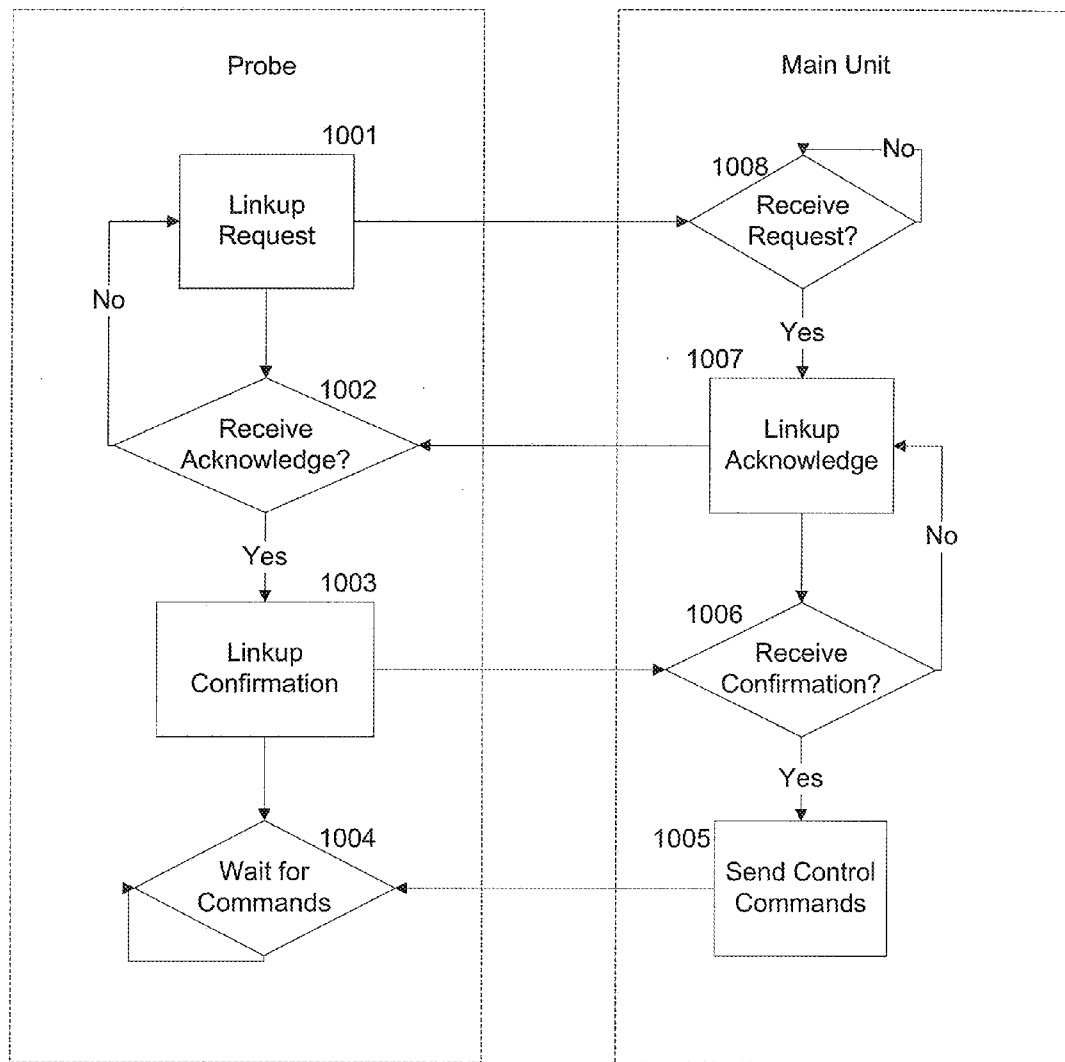 Probe
Main Unit
1001
Linkup
Request
1008
No
Receive
Request?
No
Yes
1002
Receive
Acknowledge?
1007
Linkup
Acknowledge
Yes
No
1003
Linkup
Confirmation
1006
Receive
Confirmation?
Yes
1004
Wait for
Commands
1005
Send Control
Commands